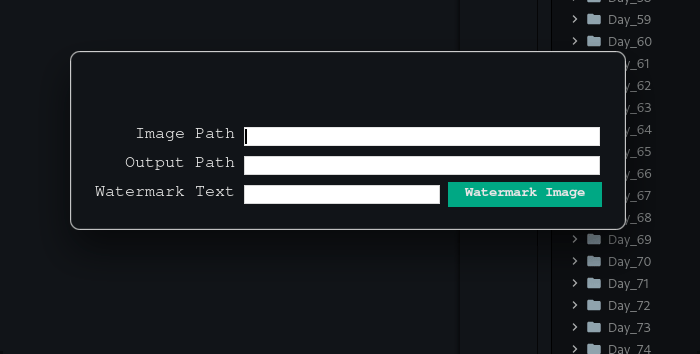 Day_59
Day_60
Image Path
Output Path
Watermark Text
Watermark Image
_61
_62
_63
_64
_65
_66
_67
_68
Day_69
Day_70
Day_71
Day_72
Day_73
Day_74